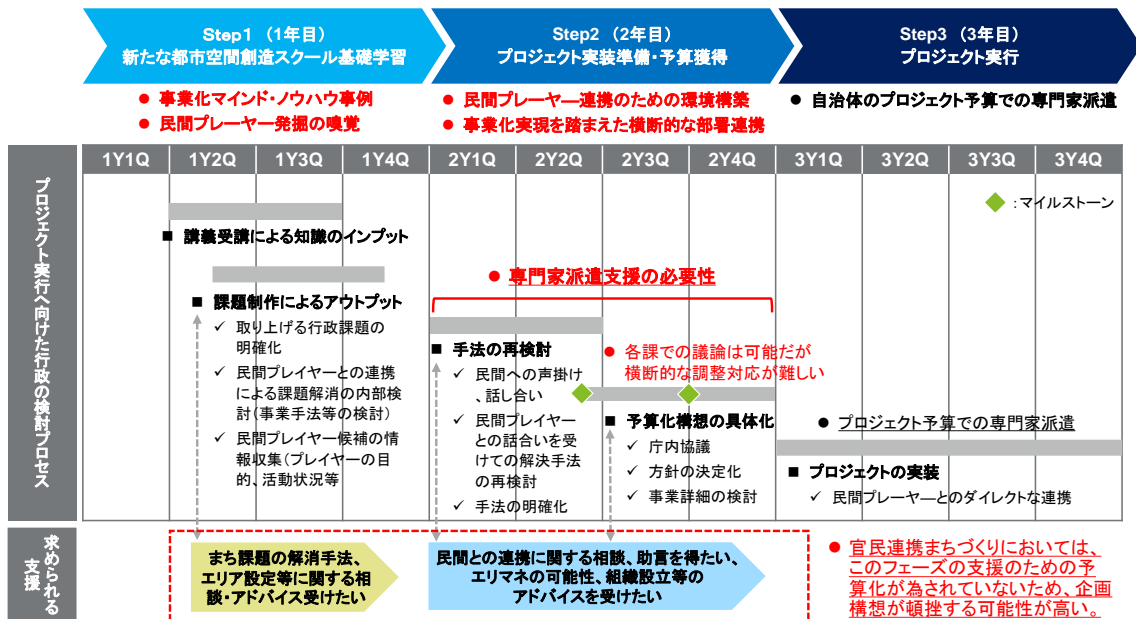 Step1 （1年目）
新たな都市空間創造スクール基礎学習
Step2 （2年目）
プロジェクト実装準備・予算獲得
Step3 （3年目）
プロジェクト実行
● 事業化マインド・ノウハウ事例
● 民間プレーヤー発掘の嗅覚
● 民間プレーヤ―連携のための環境構築
● 事業化実現を踏まえた横断的な部署連携
● 自治体のプロジェクト予算での専門家派遣
プロジェクト実行へ向けた行政の検討プロセス
1Y1Q 1Y2Q 1Y3Q 1Y4Q 2Y1Q 2Y2Q 2Y3Q 2Y4Q 3Y1Q 3Y2Q 3Y3Q 3Y4Q
：マイルストーン
■ 講義受講による知識のインプット
■ 課題制作によるアウトプット
✓ 取り上げる行政課題の
明確化
✓ 民間プレイヤーとの連携
による課題解消の内部検
討（事業手法等の検討）
✓ 民間プレイヤー候補の情
報収集（プレイヤーの目
的、活動状況等
● 専門家派遣支援の必要性
■ 手法の再検討
✓ 民間への声掛け
、話し合い
✓ 民間プレイヤー
との話合いを受
けての解決手法
の再検討
✓ 手法の明確化
● 各課での議論は可能だが
横断的な調整対応が難しい
■ 予算化構想の具体化
✓ 庁内協議
✓ 方針の決定化
✓ 事業詳細の検討
● プロジェクト予算での専門家派遣
■ プロジェクトの実装
✓ 民間プレーヤ―とのダイレクトな連携
求められる
支援
まち課題の解消手法、
エリア設定等に関する相
談・アドバイス受けたい
民間との連携に関する相談、助言を得たい、
エリマネの可能性、組織設立等の
アドバイスを受けたい
● 官民連携まちづくりにおいては、
このフェーズの支援のための予
算化が為されていないため、企画
構想が頓挫する可能性が高い。